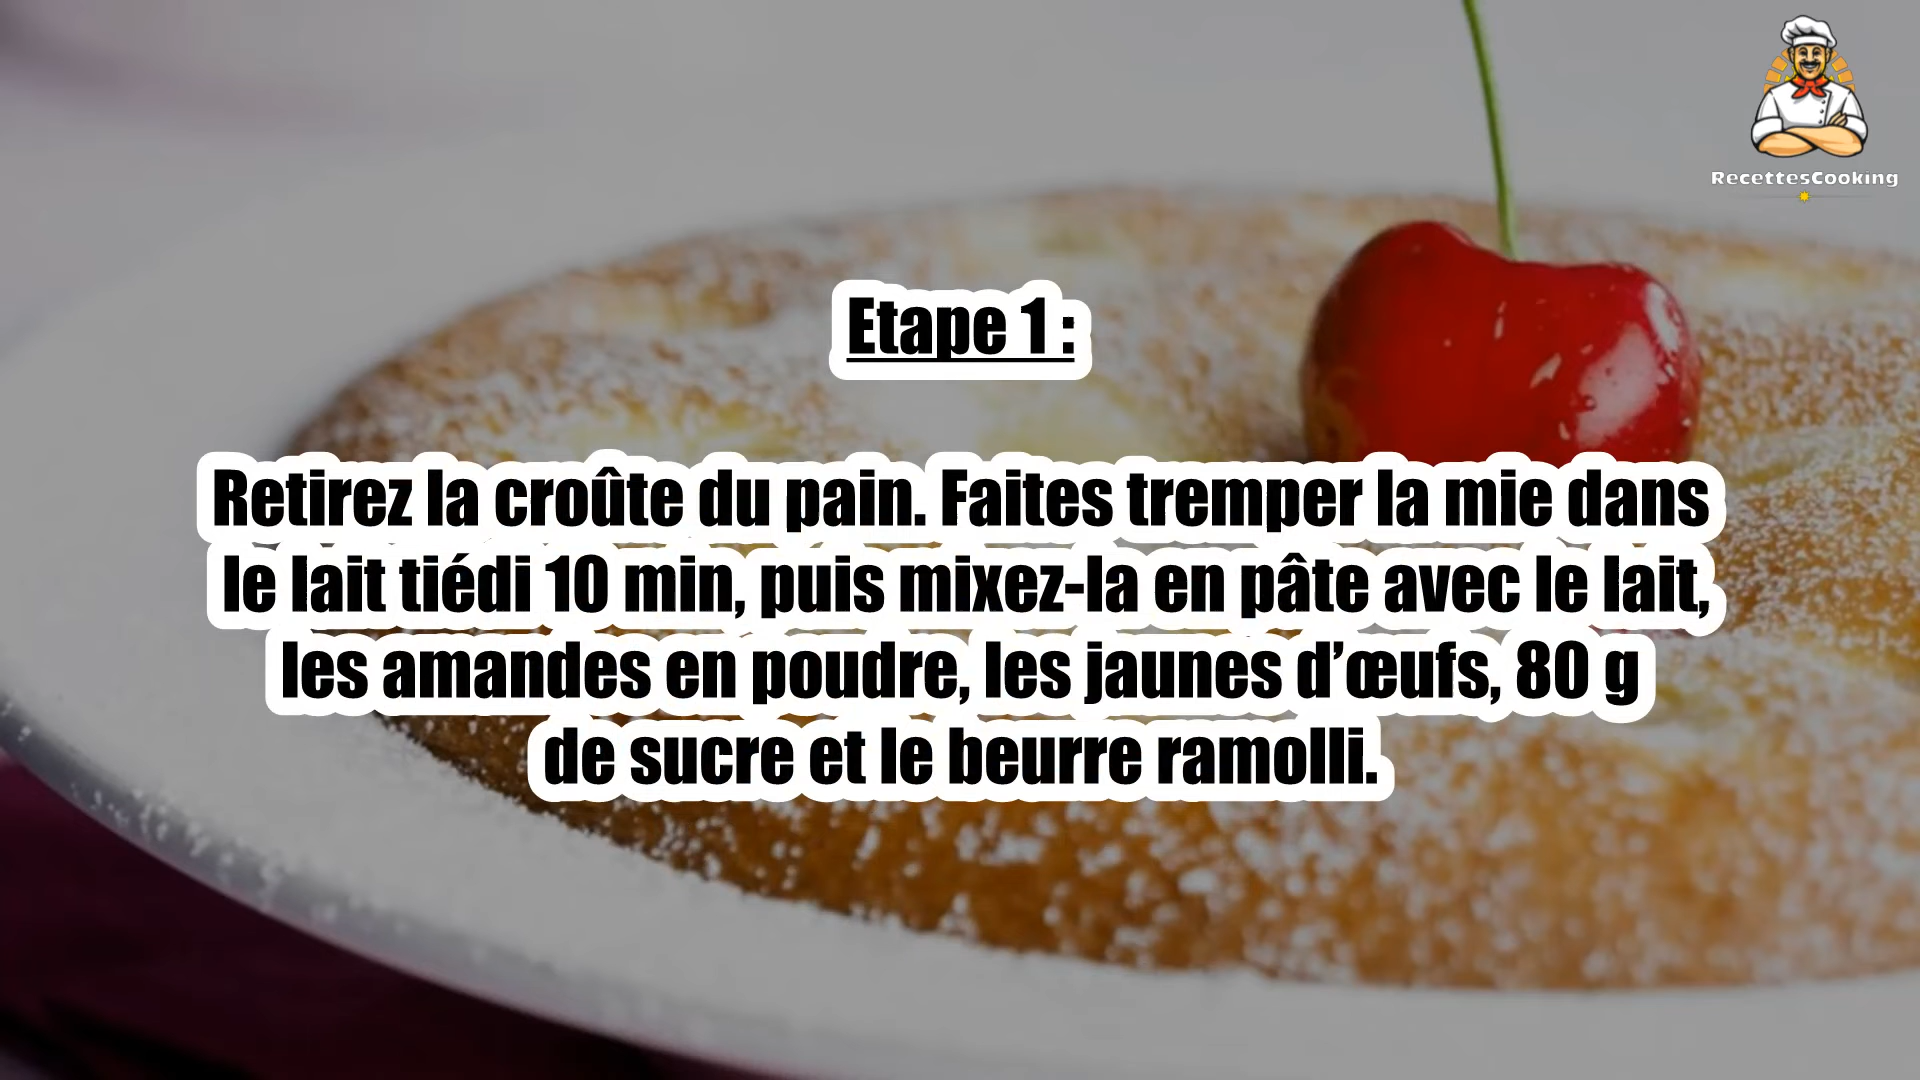 RecettesCooking
Etape 1 :
Retirez la croûte du pain. Faites tremper la mie dans
le lait tiédi 10 min, puis mixez-la en pâte avec le lait,
les amandes en poudre, les jaunes d’œufs, 80 g
de sucre et le beurre ramolli.